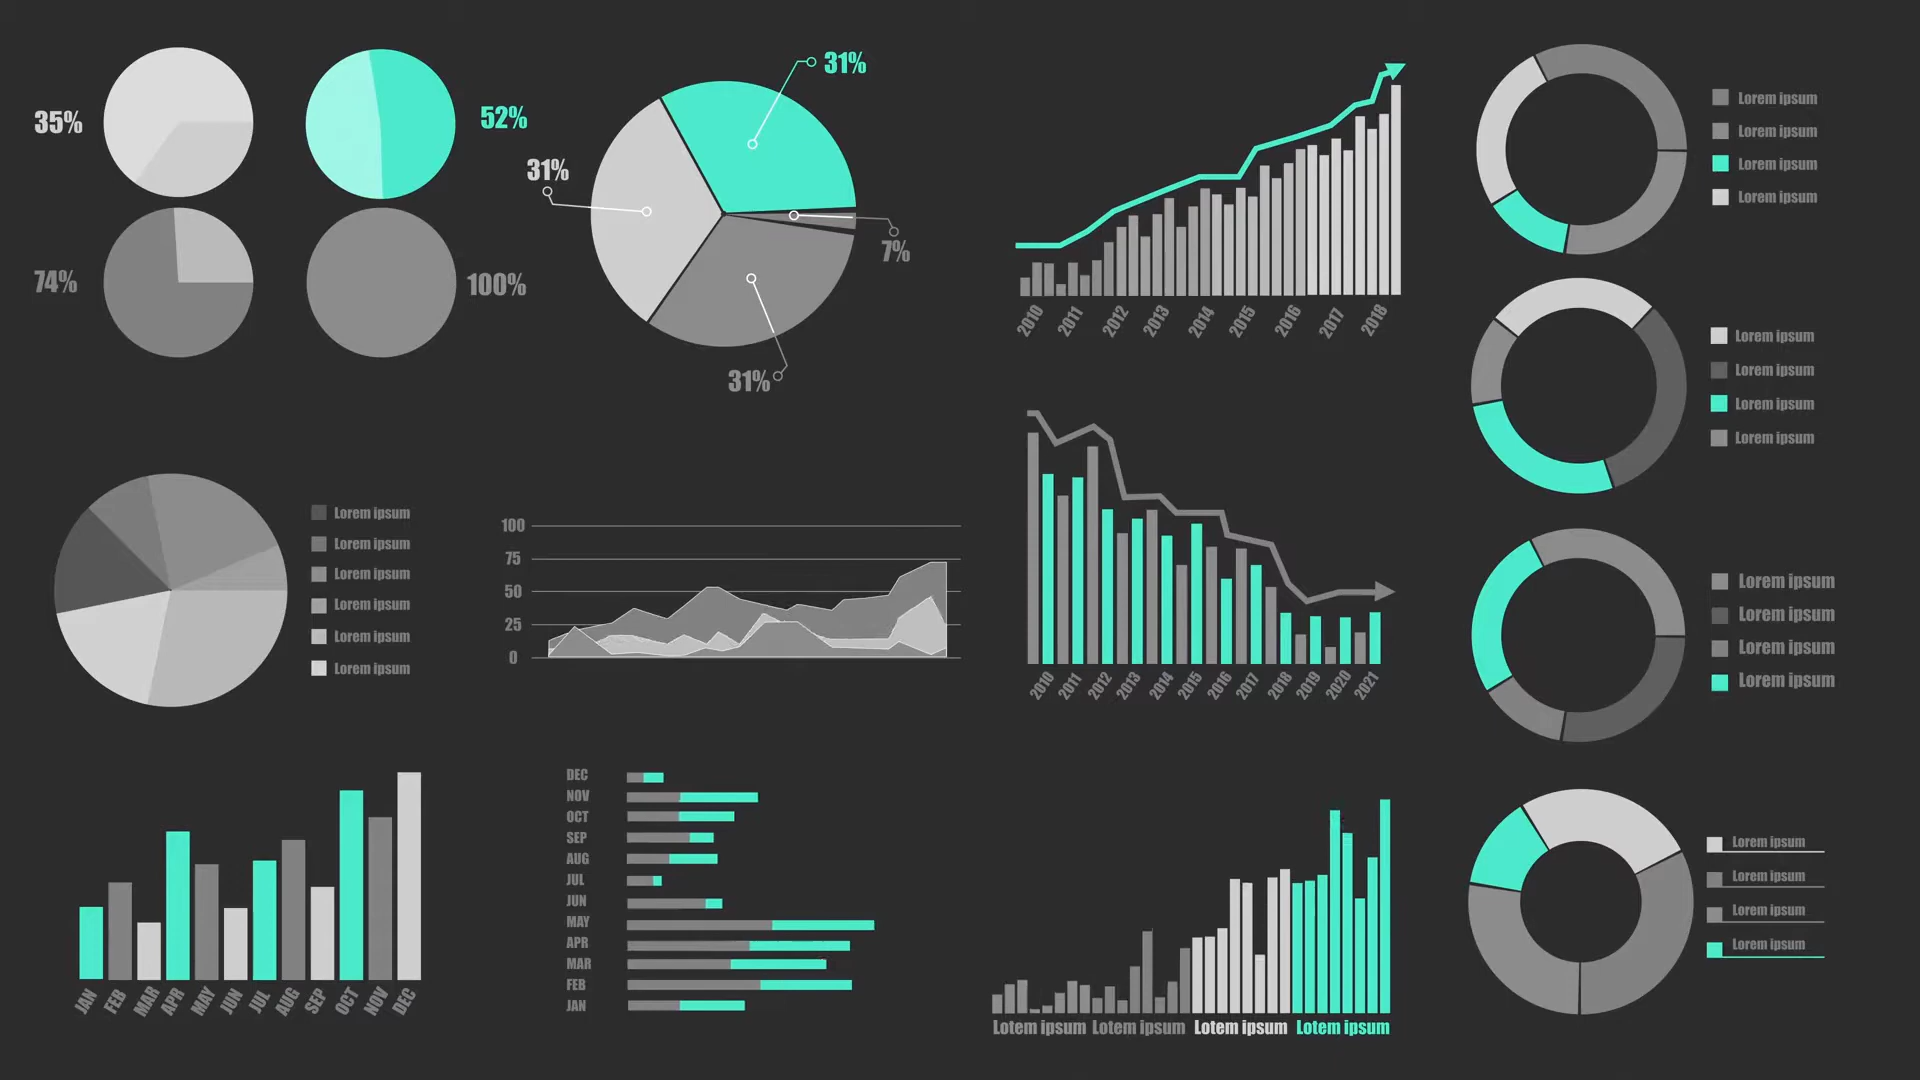 35%
52%
74%
100%
31%
31%
7%
31%
2010
2011
2012
2013
2014
2015
2016
2017
2018
Lorem ipsum
Lorem ipsum
Lorem ipsum
Lorem ipsum
Lorem ipsum
Lorem ipsum
Lorem ipsum
Lorem ipsum
Lorem ipsum
Lorem ipsum
Lorem ipsum
Lorem ipsum
Lorem ipsum
Lorem ipsum
100
75
50
25
0
2010
2011
2012
2013
2014
2015
2016
2017
2018
2019
2020
2021
Lorem ipsum
Lorem ipsum
Lorem ipsum
Lorem ipsum
JAN
FEB
MAR
APR
MAY
JUN
JUL
AUG
SEP
OCT
NOV
DEC
DEC
NOV
OCT
SEP
AUG
JUL
JUN
MAY
APR
MAR
FEB
JAN
Lotem ipsum Lotem ipsum Lotem ipsum Lotem ipsum
Lorem ipsum
Lorem ipsum
Lorem ipsum
Lorem ipsum